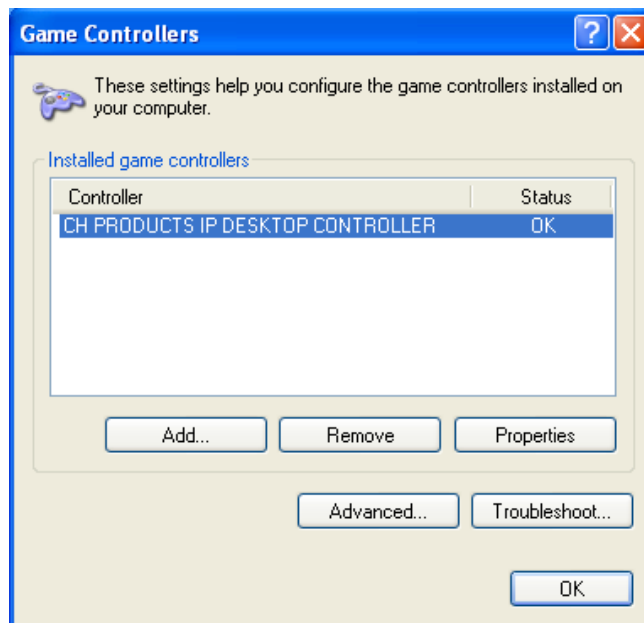 Game Controllers
These settings help you configure the game controllers installed on
your computer.
Installed game controllers
Controller Status
CH PRODUCTS IP DESKTOP CONTROLLER OK
Add... Remove Properties
Advanced... Troubleshoot...
OK